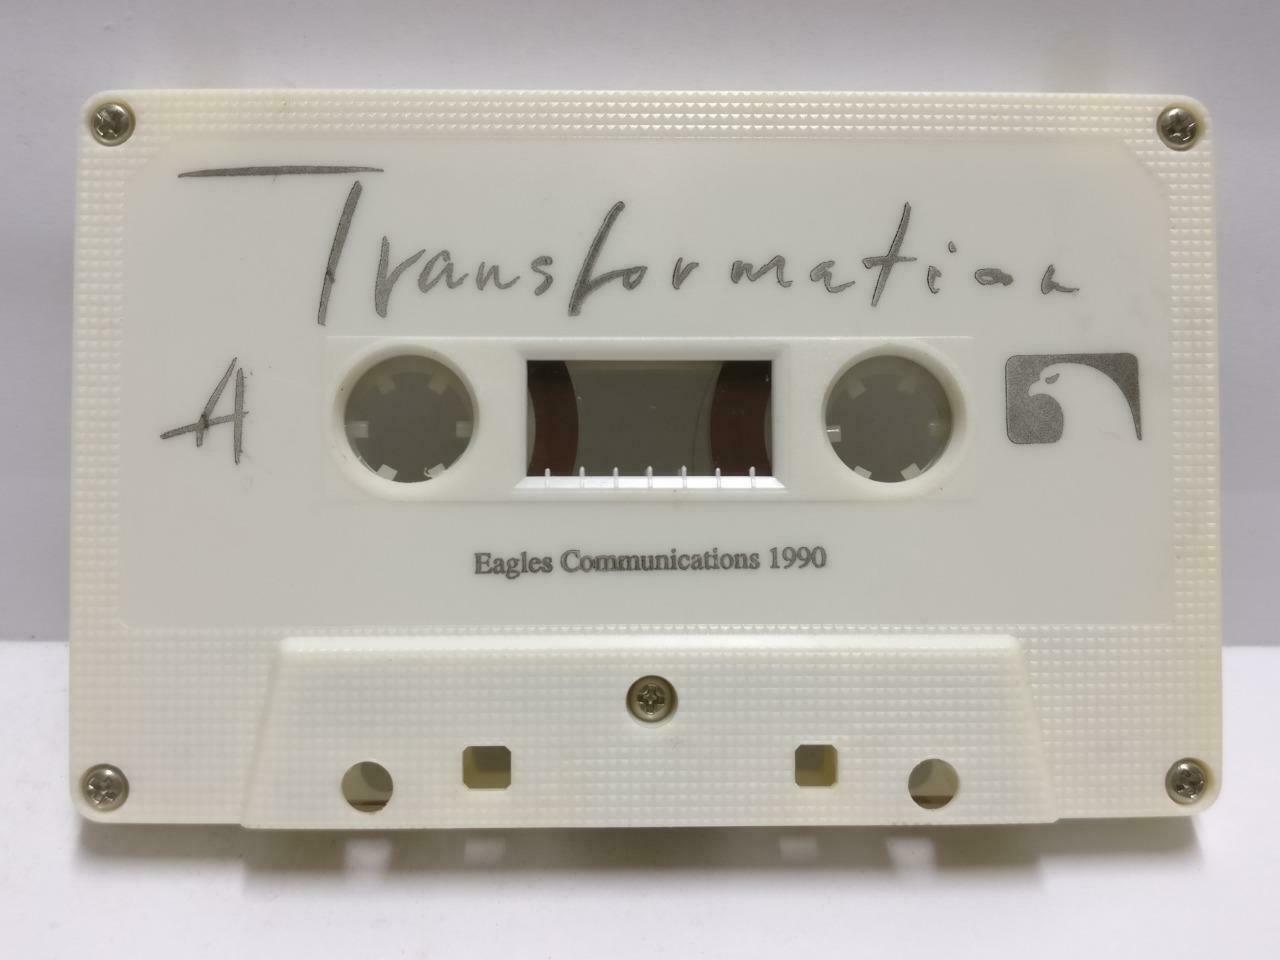 Transformation
A
Eagles Communications 1990